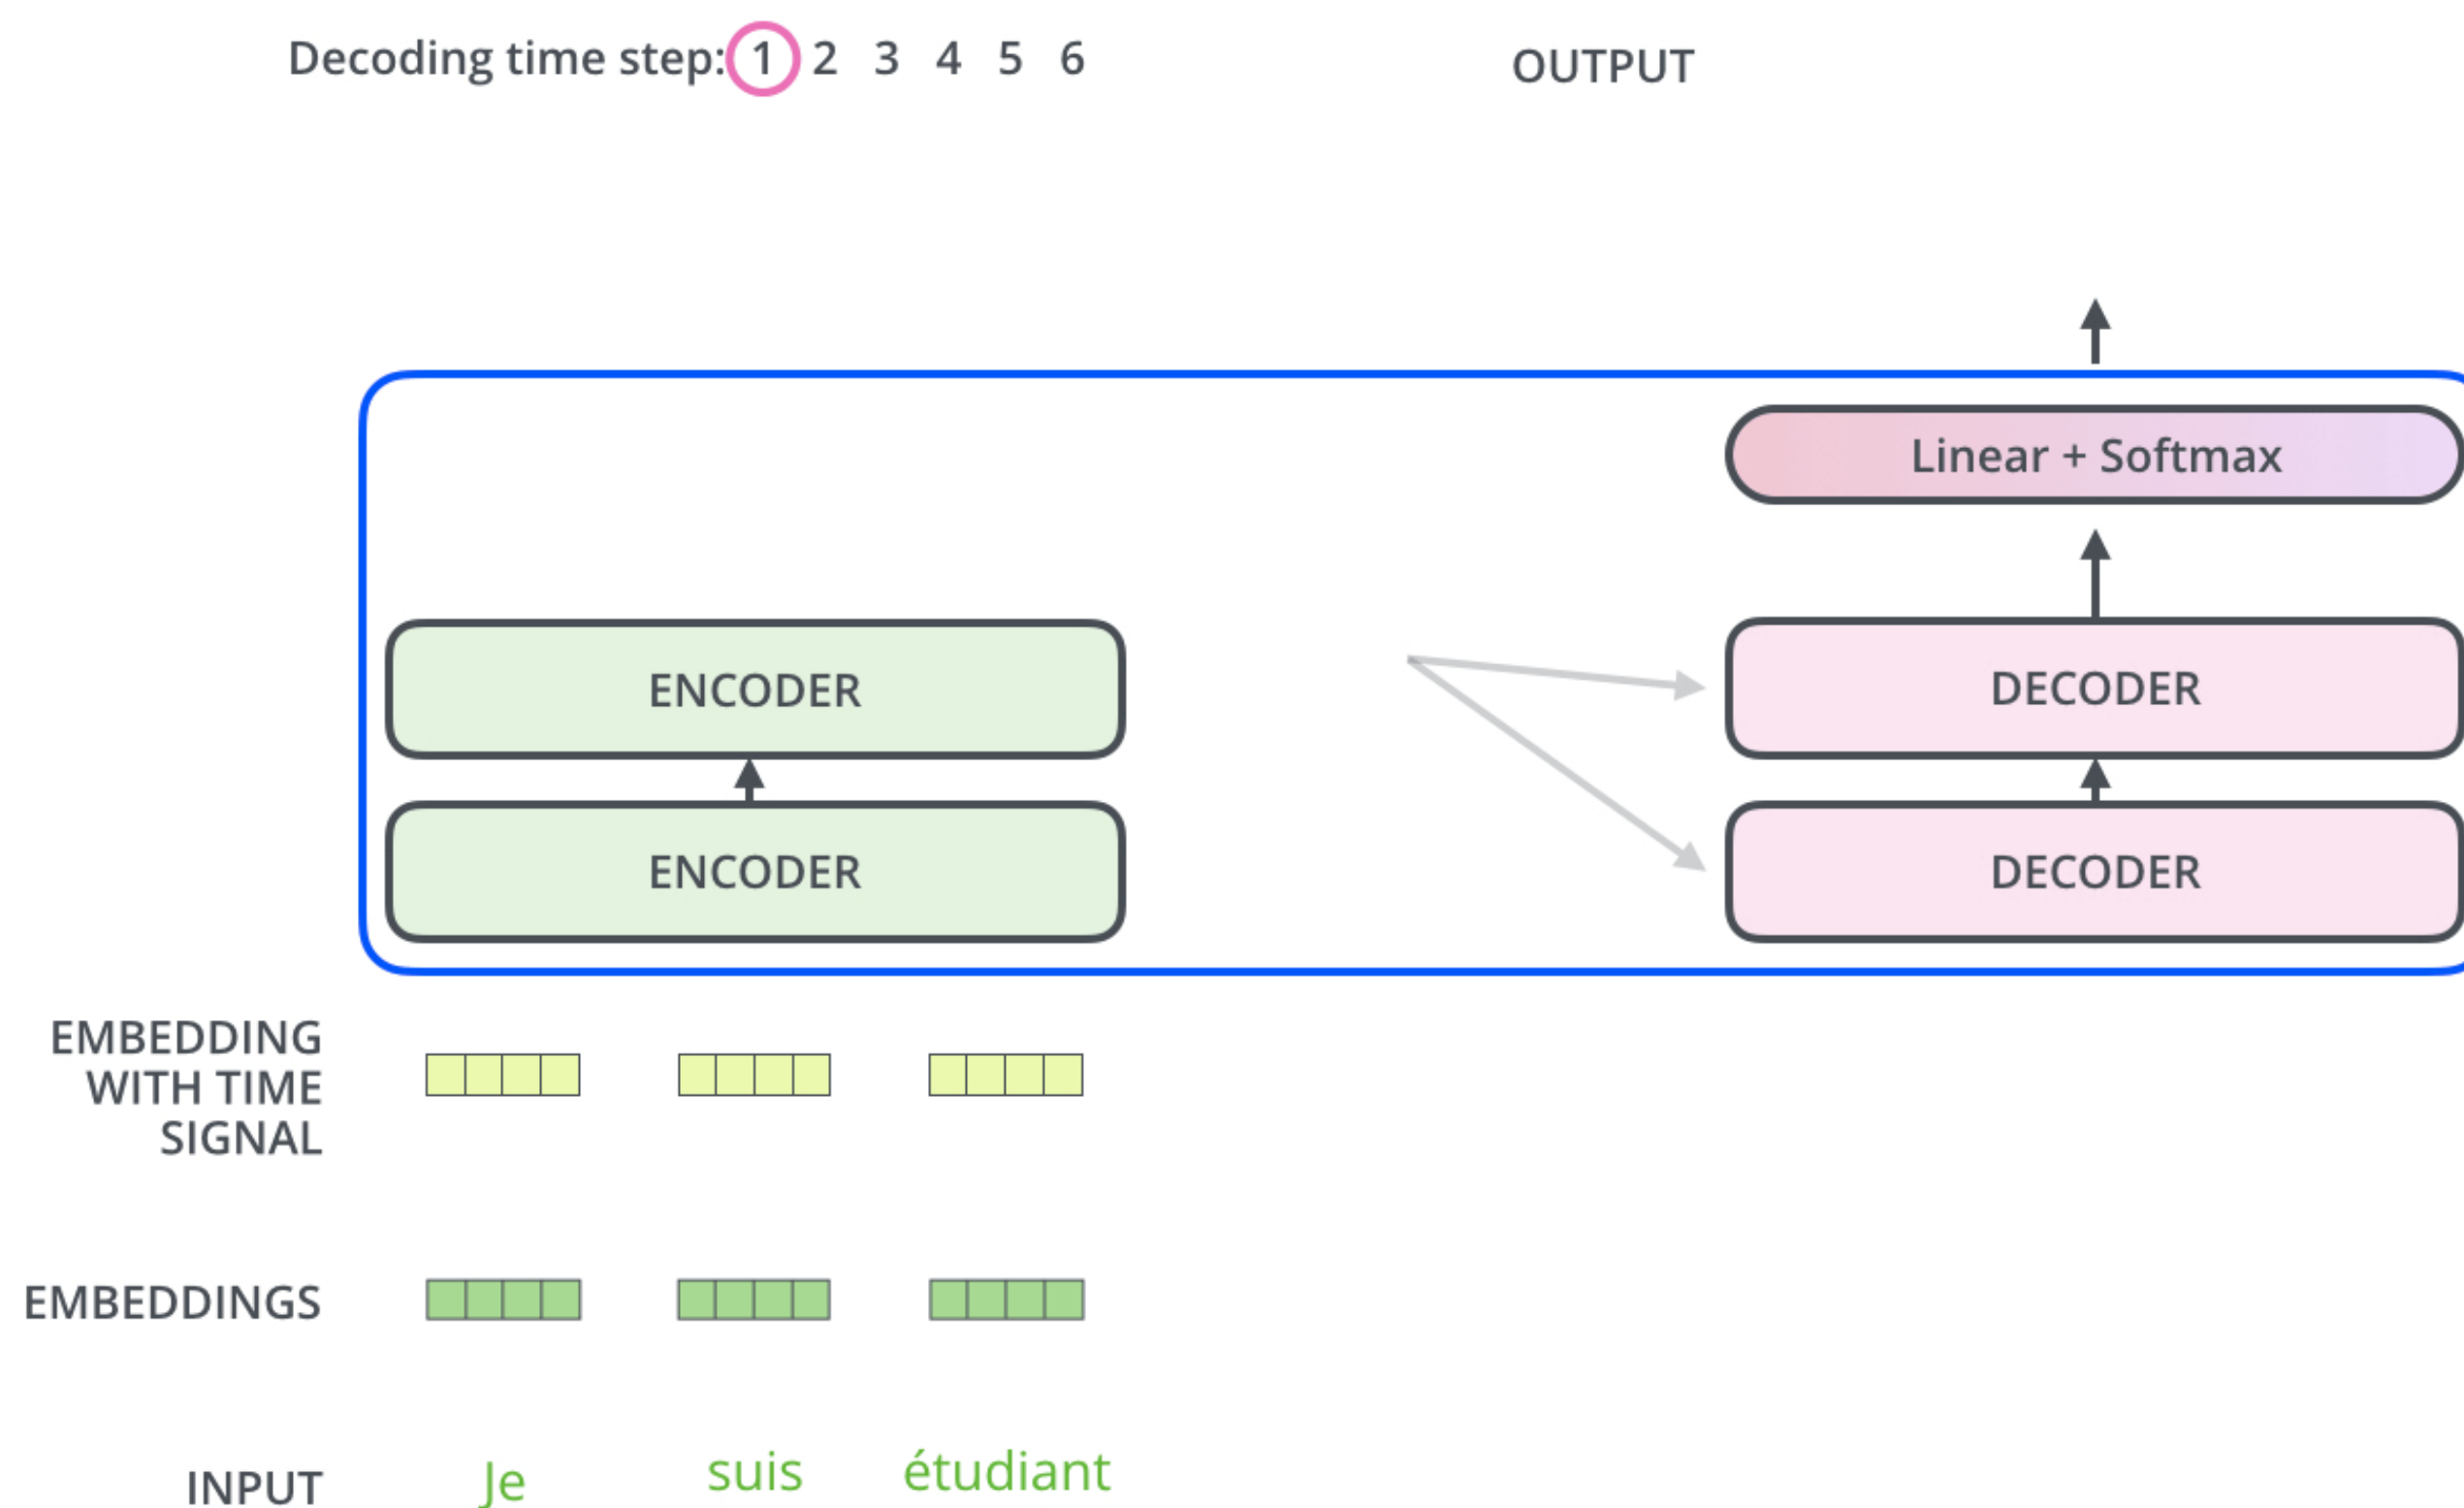 Decoding time step: 1 2 3 4 5 6
OUTPUT
Linear + Softmax
ENCODER
DECODER
ENCODER
DECODER
EMBEDDING
WITH TIME
SIGNAL
EMBEDDINGS
INPUT Je suis étudiant